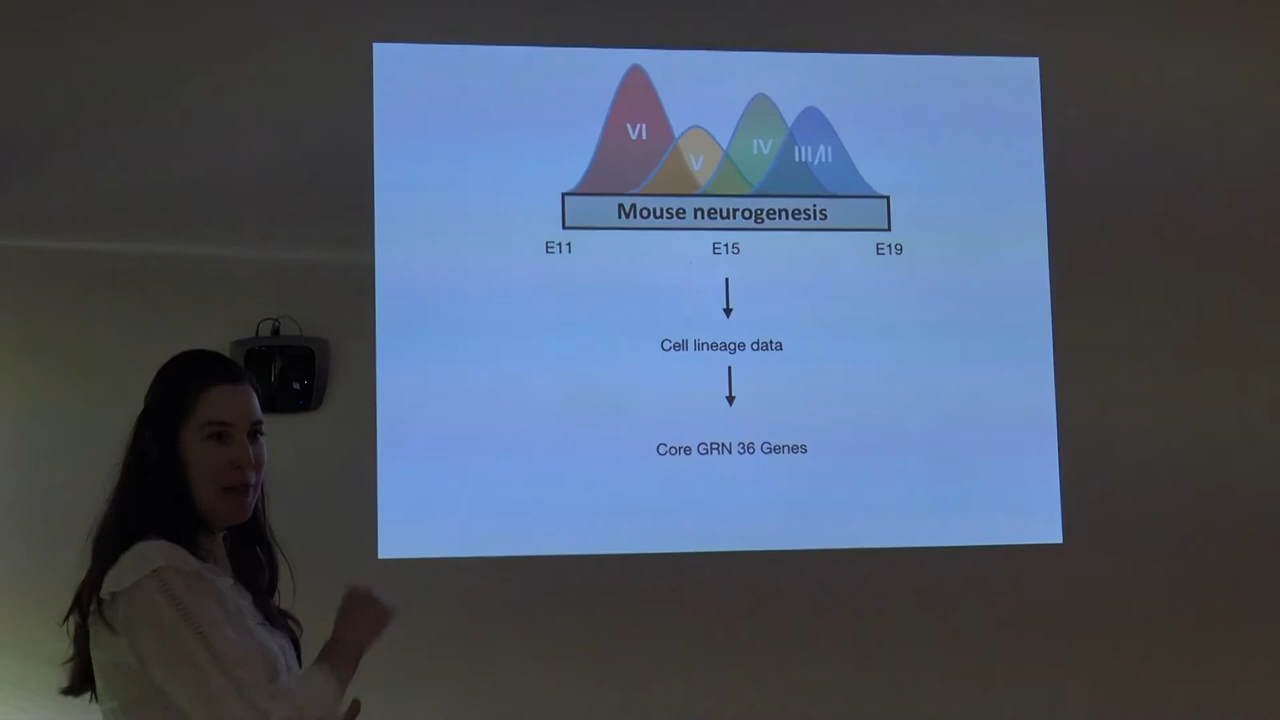 VI
V
IV
III/II
Mouse neurogenesis
E11 E15 E19
Cell lineage data
Core GRN 36 Genes